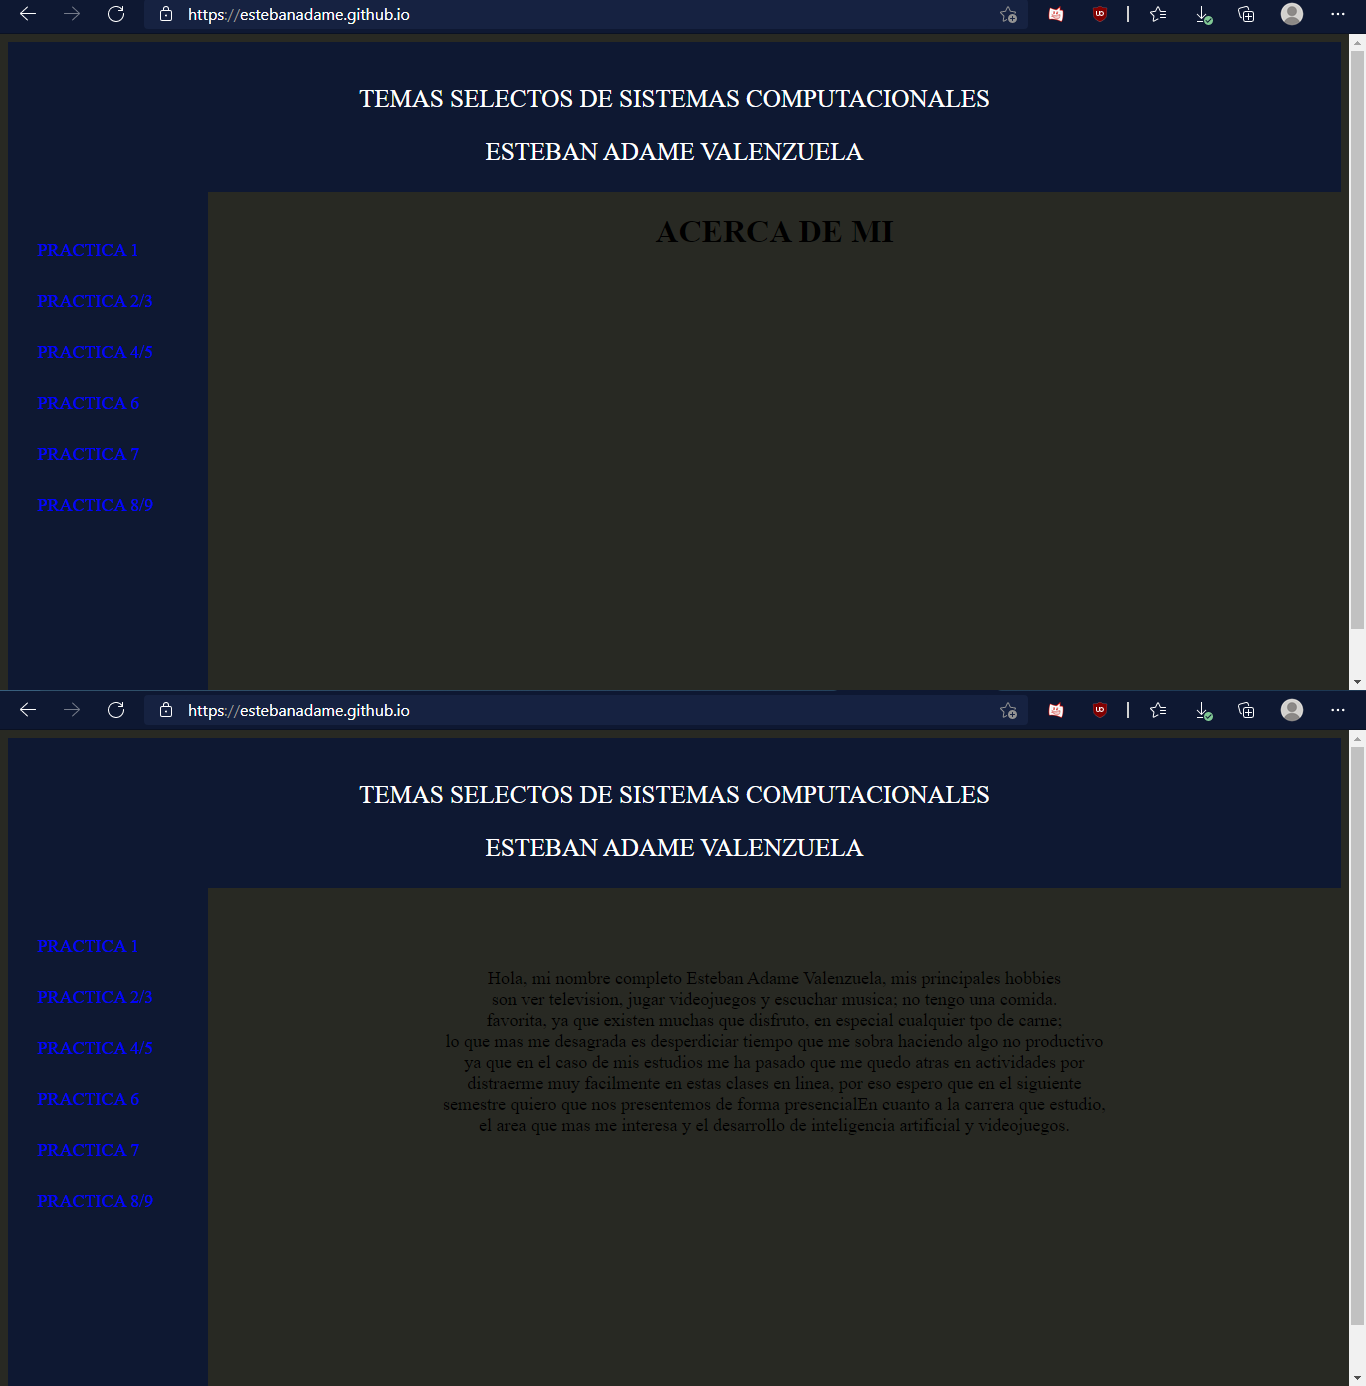 https://estebanadame.github.io
TEMAS SELECTOS DE SISTEMAS COMPUTACIONALES
ESTEBAN ADAME VALENZUELA
ACERCA DE MI
PRACTICA 1
PRACTICA 2/3
PRACTICA 4/5
PRACTICA 6
PRACTICA 7
PRACTICA 8/9
https://estebanadame.github.io
TEMAS SELECTOS DE SISTEMAS COMPUTACIONALES
ESTEBAN ADAME VALENZUELA
PRACTICA 1
PRACTICA 2/3
PRACTICA 4/5
PRACTICA 6
PRACTICA 7
PRACTICA 8/9
Hola, mi nombre completo Esteban Adame Valenzuela, mis principales hobbies
son ver television, jugar videojuegos y escuchar musica; no tengo una comida.
favorita, ya que existen muchas que disfruto, en especial cualquier tpo de carne;
lo que mas me desagrada es desperdiciar tiempo que me sobra haciendo algo no productivo
ya que en el caso de mis estudios me ha pasado que me quedo atras en actividades por
distraerme muy facilmente en estas clases en linea, por eso espero que en el siguiente
semestre quiero que nos presentemos de forma presencialEn cuanto a la carrera que estudio,
el area que mas me interesa y el desarrollo de inteligencia artificial y videojuegos.